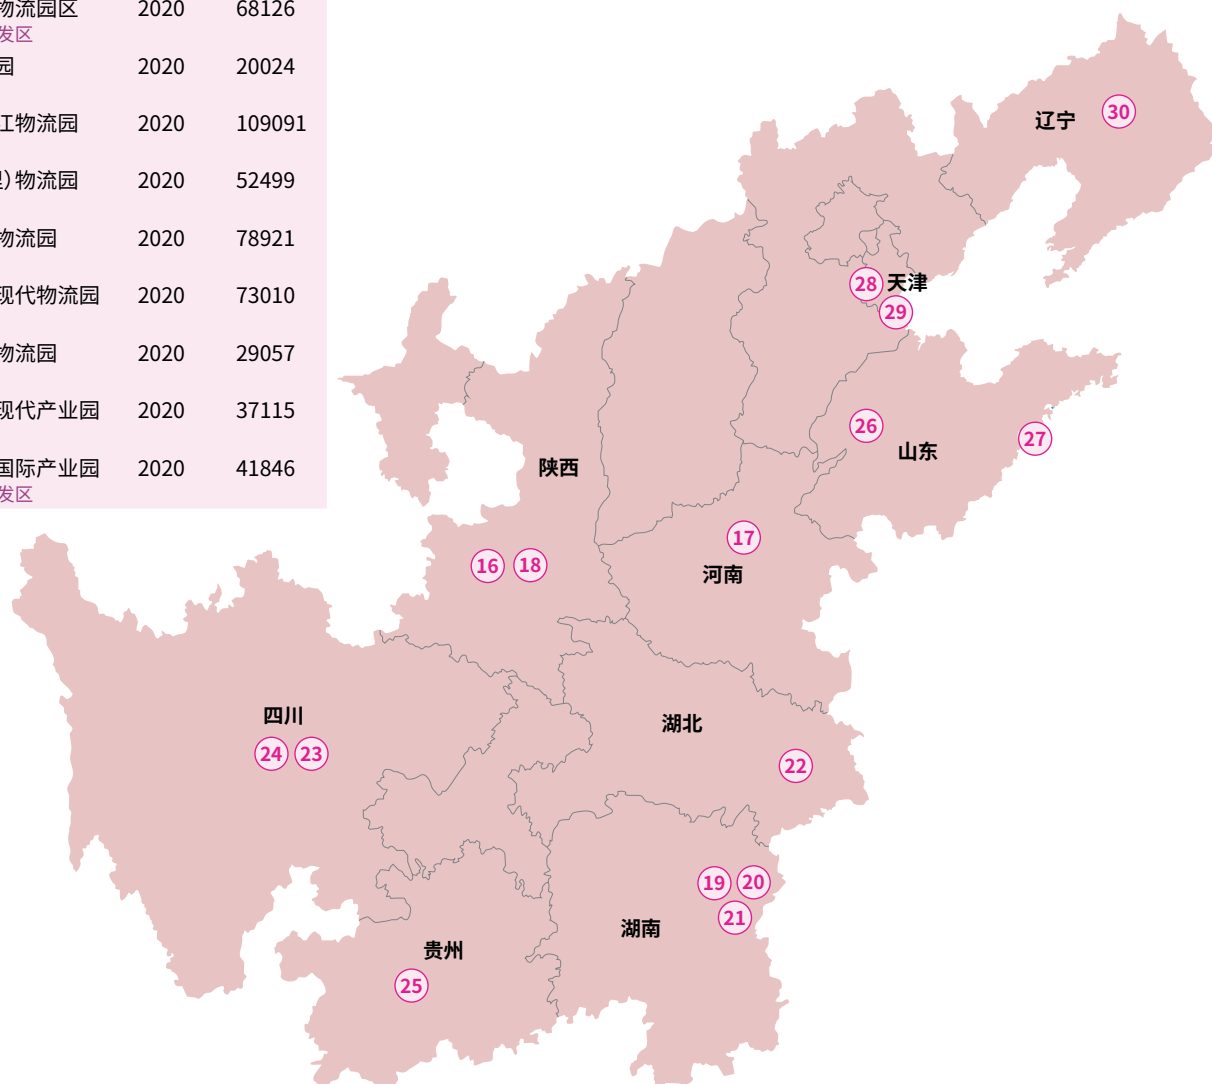 物流园区 2020 68126
发区
园 2020 20024
江物流园 2020 109091
)物流园 2020 52499
物流园 2020 78921
现代物流园 2020 73010
物流园 2020 29057
现代产业园 2020 37115
国际产业园 2020 41846
发区
辽宁 30
28 天津
29
26
山东
27
陕西
17
河南
16 18
四川
24 23
湖北
22
19 20
21
湖南
贵州
25